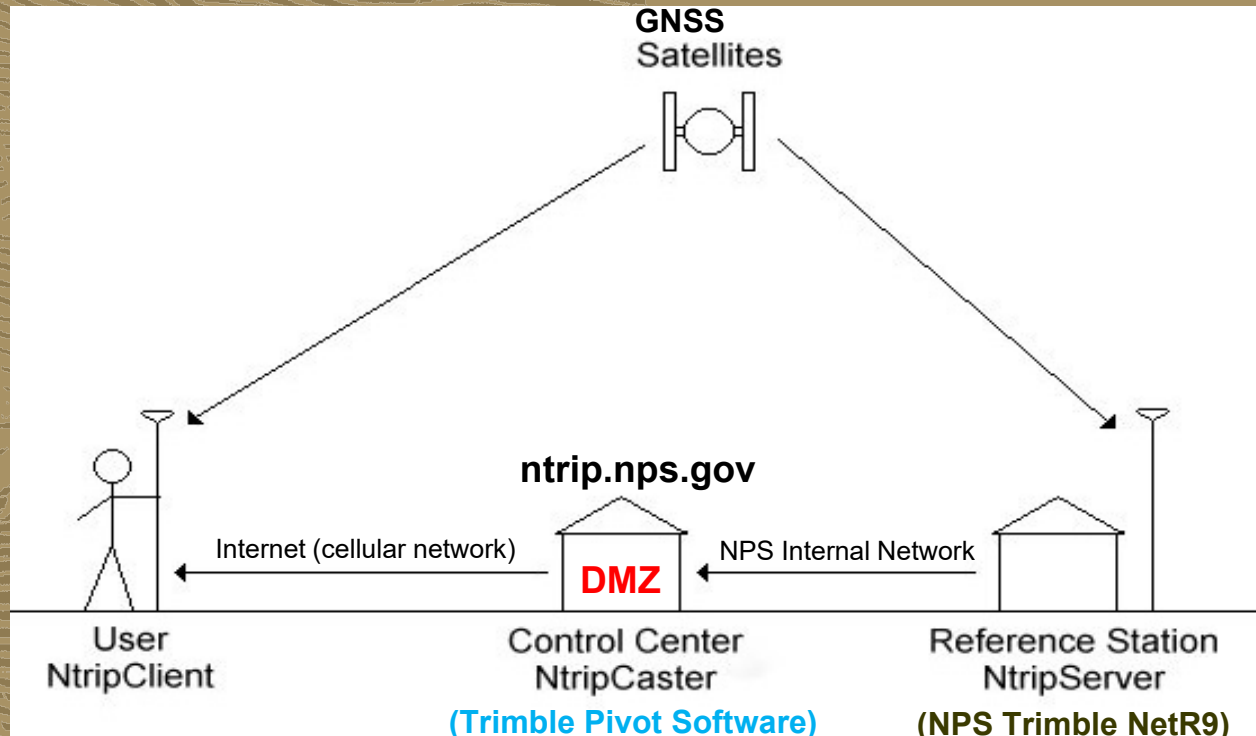 GNSS
Satellites
ntrip.nps.gov
Internet (cellular network)
NPS Internal Network
DMZ
User
NtripClient
Control Center
NtripCaster
(Trimble Pivot Software)
Reference Station
NtripServer
(NPS Trimble NetR9)